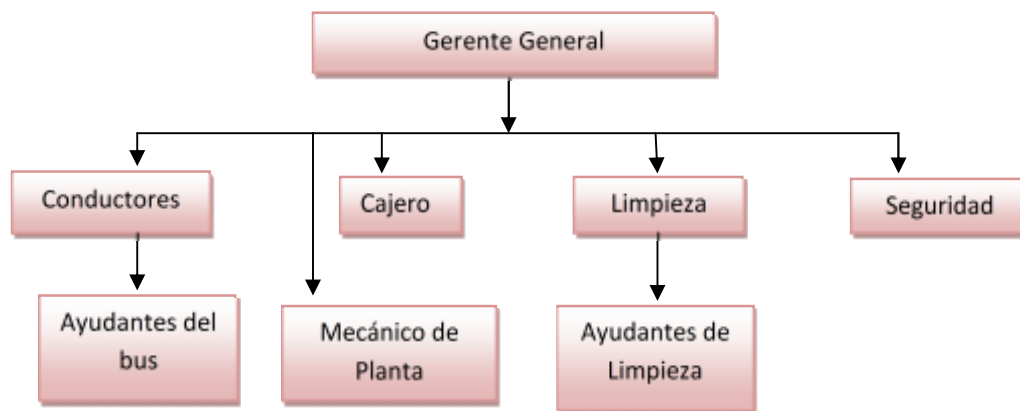 Gerente General
Conductores
Cajero
Limpieza
Seguridad
Ayudantes del
bus
Mecánico de
Planta
Ayudantes de
Limpieza